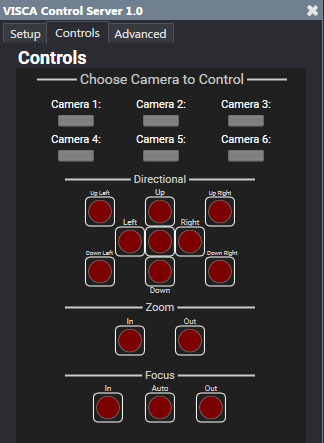 VISCA Control Server 1.0
Setup Controls Advanced
Controls
Choose Camera to Control
Camera 1: Camera 2: Camera 3:
Camera 4: Camera 5: Camera 6:
Directional
Up Left Up Up Right
Left Right
Down Left Down Right
Down
Zoom
In Out
Focus
In Auto Out